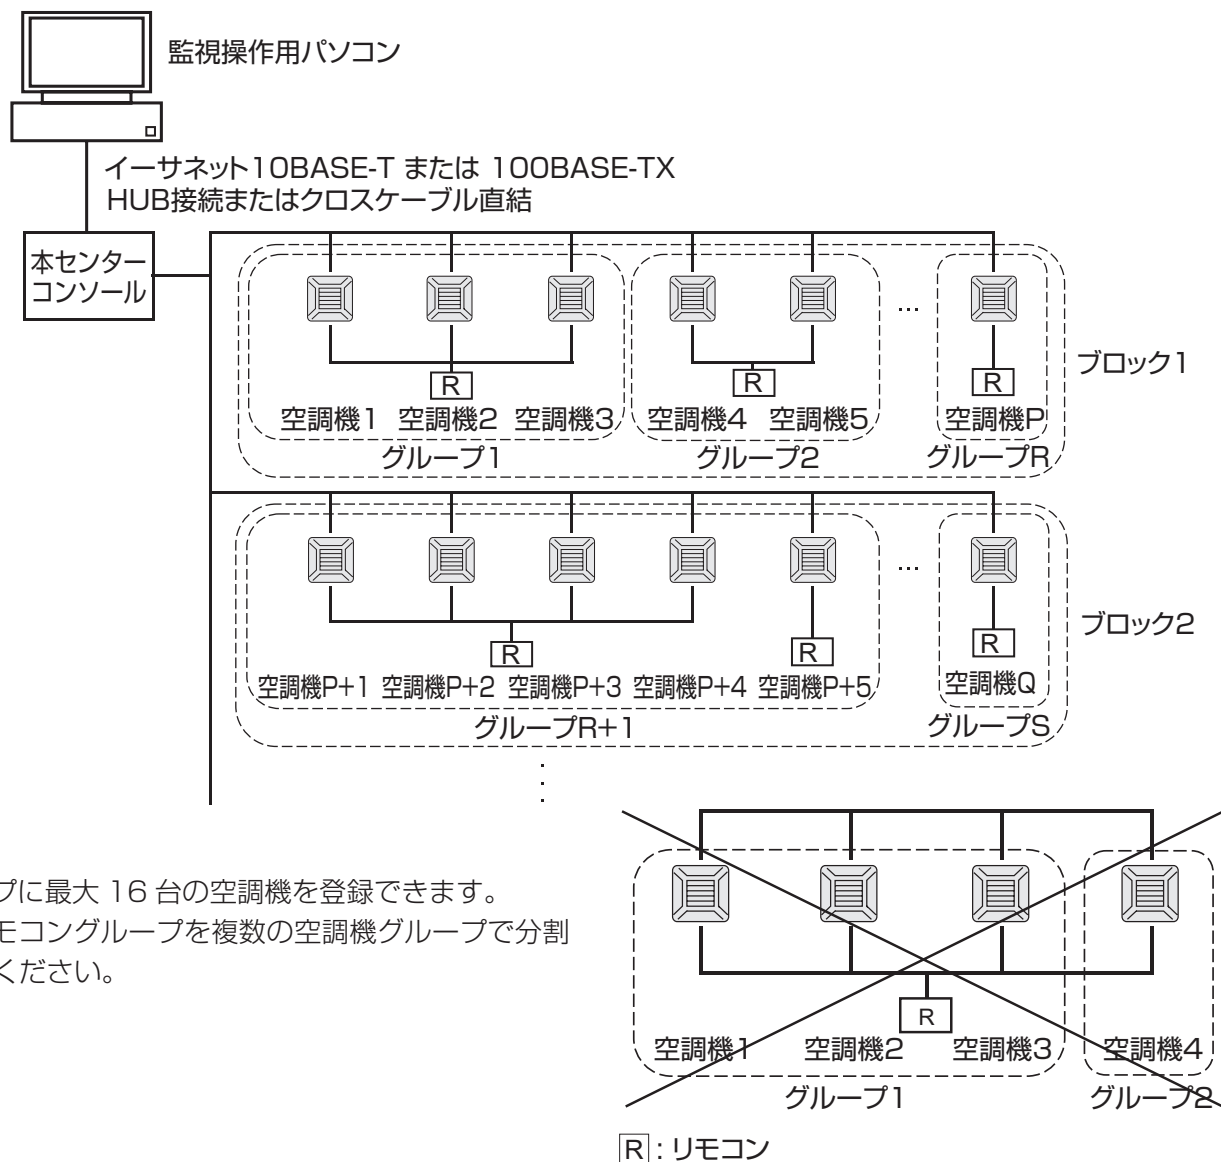 監視操作用パソコン
イーサネット10BASE-T または 100BASE-TX
HUB接続またはクロスケーブル直結
本センター
コンソール
R R R
空調機1 空調機2 空調機3 空調機4 空調機5 … 空調機P
グループ1 グループ2 グループR
ブロック1
R R R
空調機P+1 空調機P+2 空調機P+3 空調機P+4 空調機P+5 … 空調機Q
グループR+1 グループS
ブロック2
プに最大 16 台の空調機を登録できます。
モコングループを複数の空調機グループで分割
ください。
R
空調機1 空調機2 空調機3 空調機4
グループ1 グループ2
R : リモコン